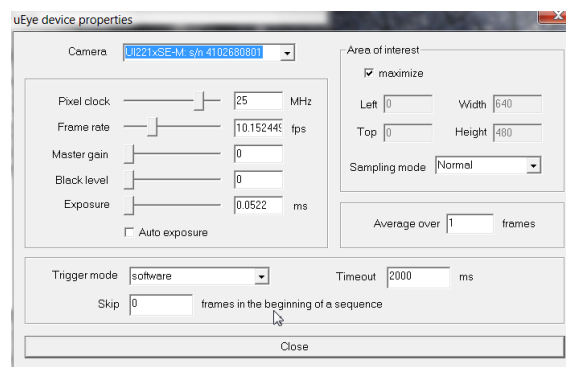 uEye device properties
Camera UI221xSE-M: s/n 4102680801
Area of interest
maximize
Pixel clock 25 MHz
Left 0 Width 640
Frame rate 10.152449 fps
Top 0 Height 480
Master gain 0
Sampling mode Normal
Black level 0
Exposure 0.0522 ms
Average over 1 frames
Auto exposure
Trigger mode software Timeout 2000 ms
Skip 0 frames in the beginning of a sequence
Close